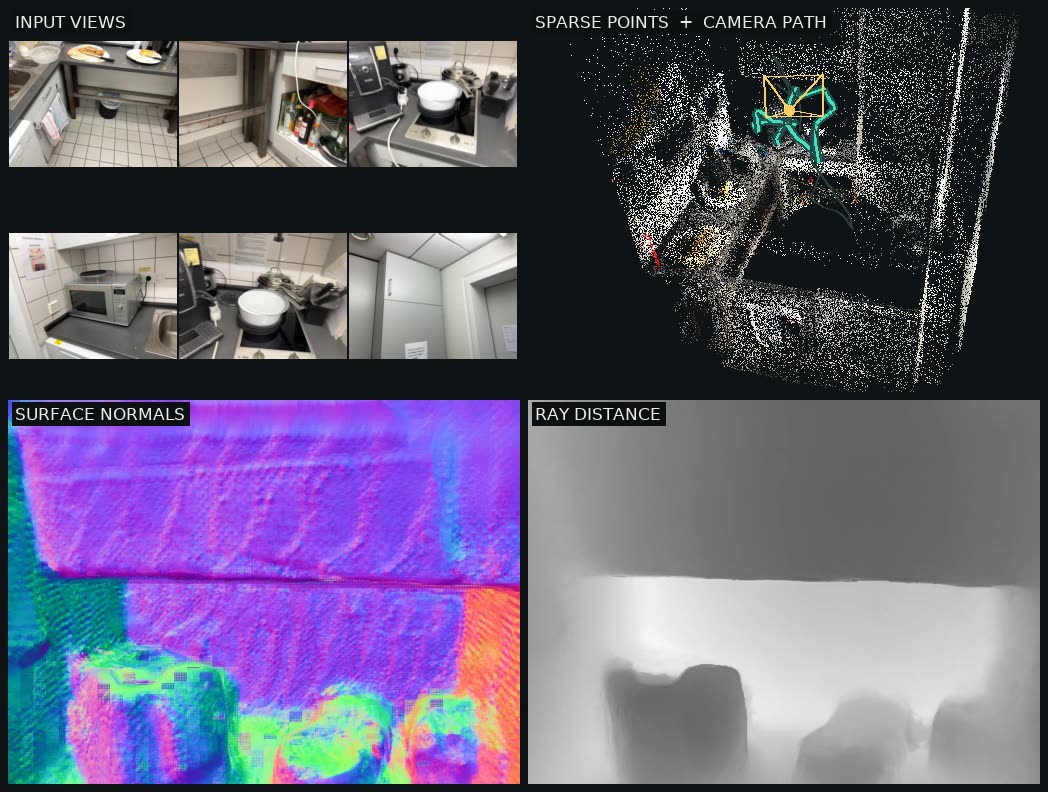 INPUT VIEWS
SPARSE POINTS + CAMERA PATH
SURFACE NORMALS
RAY DISTANCE